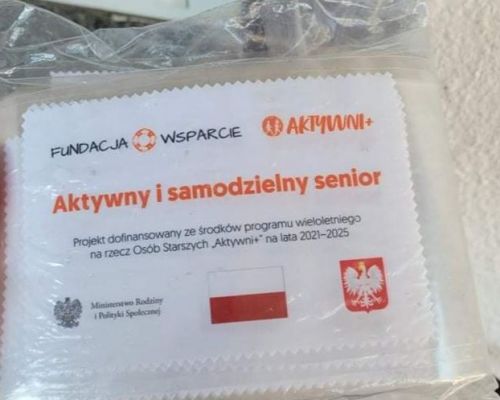 FUNDACJA WSPARCIE
AKTYWNI+
Aktywny i samodzielny senior
Projekt dofinansowany ze środków programu wieloletniego
na rzecz Osób Starszych „Aktywni+" na lata 2021–2025
Ministerstwo Rodziny
i Polityki Społecznej